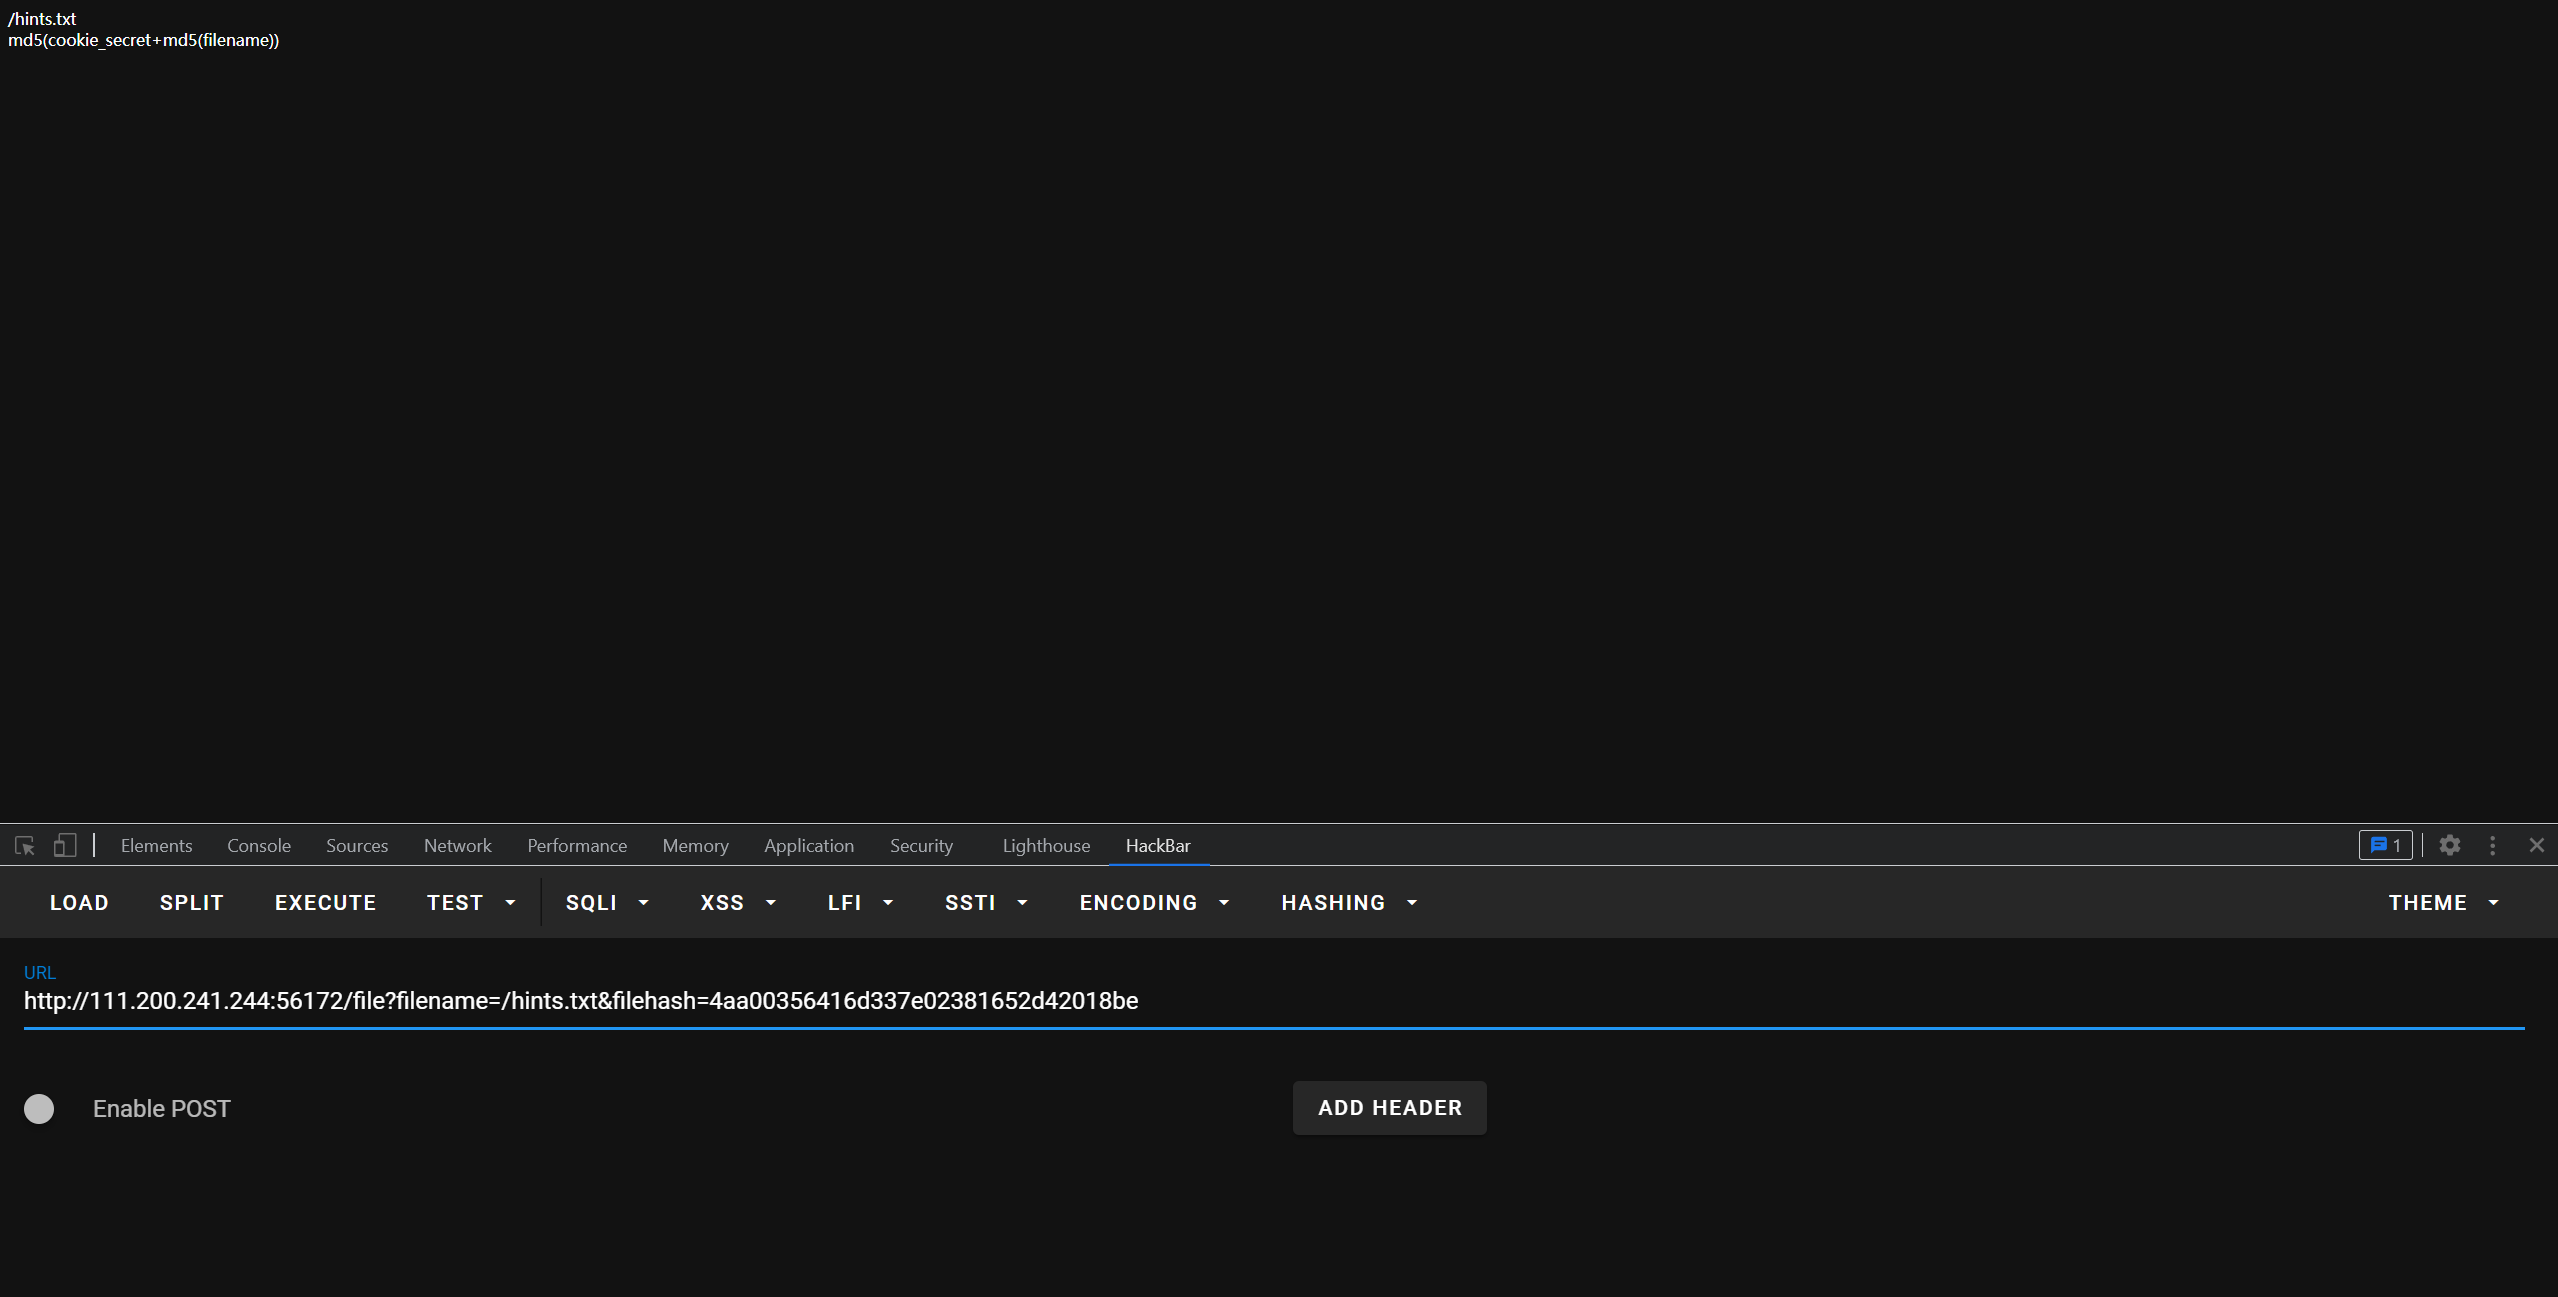 /hints.txt
md5(cookie_secret+md5(filename))
Elements Console Sources Network Performance Memory Application Security Lighthouse HackBar 1
LOAD SPLIT EXECUTE TEST SQLI XSS LFI SSTI ENCODING HASHING THEME
URL
http://111.200.241.244:56172/file?filename=/hints.txt&filehash=4aa00356416d337e02381652d42018be
Enable POST ADD HEADER